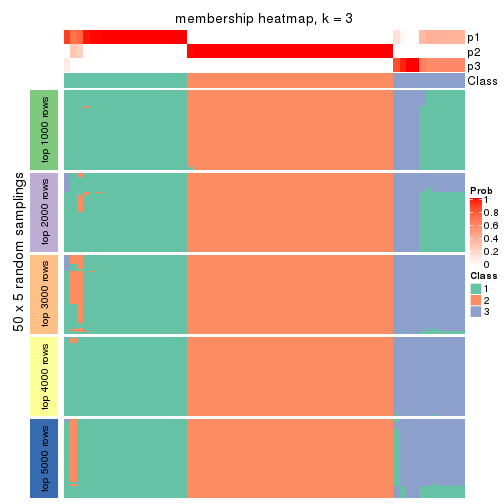 membership heatmap, k = 3
p1
p2
p3
Class
50 x 5 random samplings
top 1000 rows
top 2000 rows
top 3000 rows
top 4000 rows
top 5000 rows
Prob
1
0.8
0.6
0.4
0.2
0
Class
1
2
3